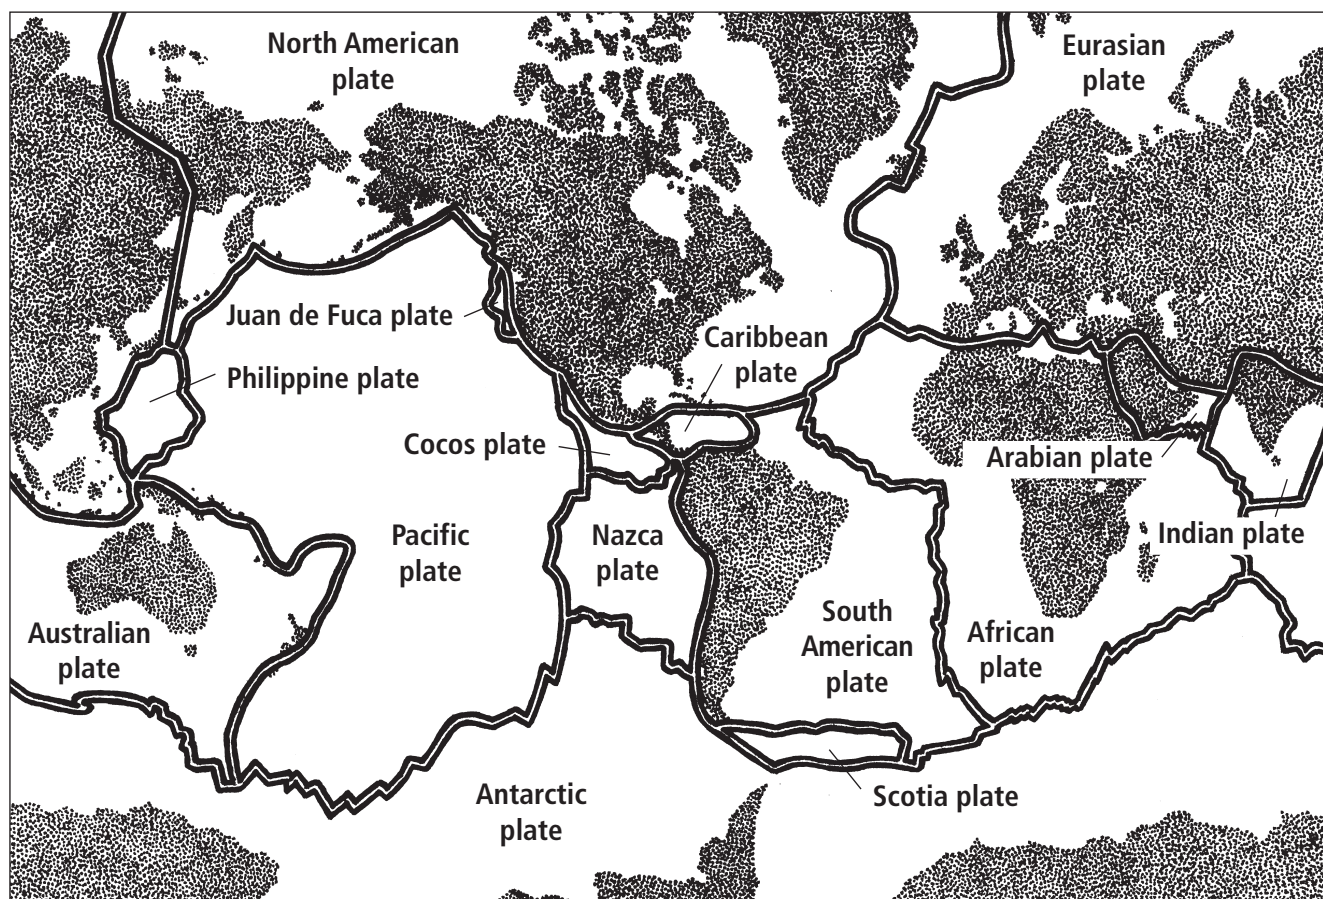 North American
plate
Eurasian
plate
Juan de Fuca plate
Caribbean
plate
Philippine plate
Cocos plate
Arabian plate
Pacific
plate
Nazca
plate
Indian plate
Australian
plate
South
American
plate
African
plate
Antarctic
plate
Scotia plate